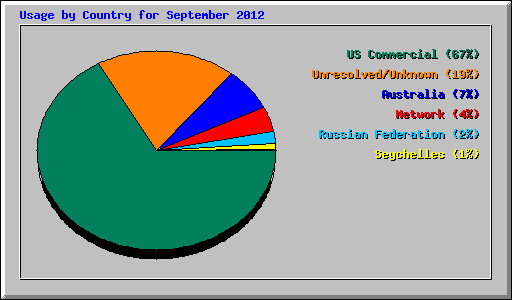 Usage by Country for September 2012
US Commercial (67%)
Unresolved/Unknown (19%)
Australia (7%)
Network (4%)
Russian Federation (2%)
Seychelles (1%)